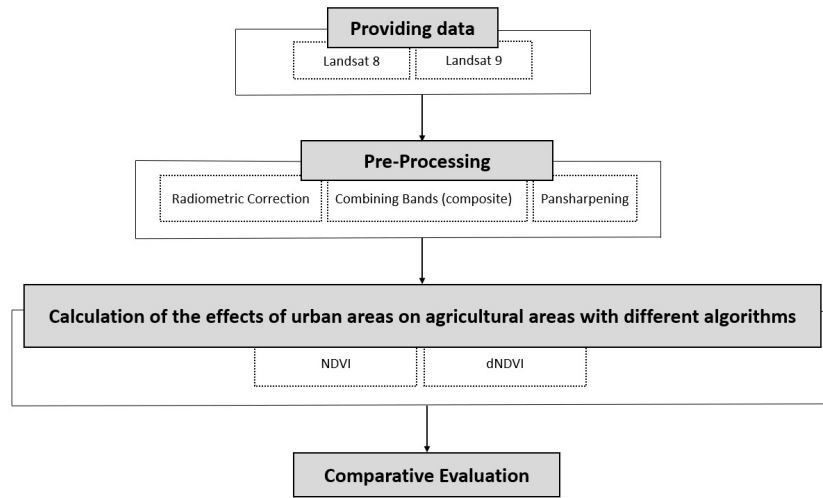 Providing data
Landsat 8
Landsat 9
Pre-Processing
Radiometric Correction
Combining Bands (composite)
Pansharpening
Calculation of the effects of urban areas on agricultural areas with different algorithms
NDVI
dNDVI
Comparative Evaluation